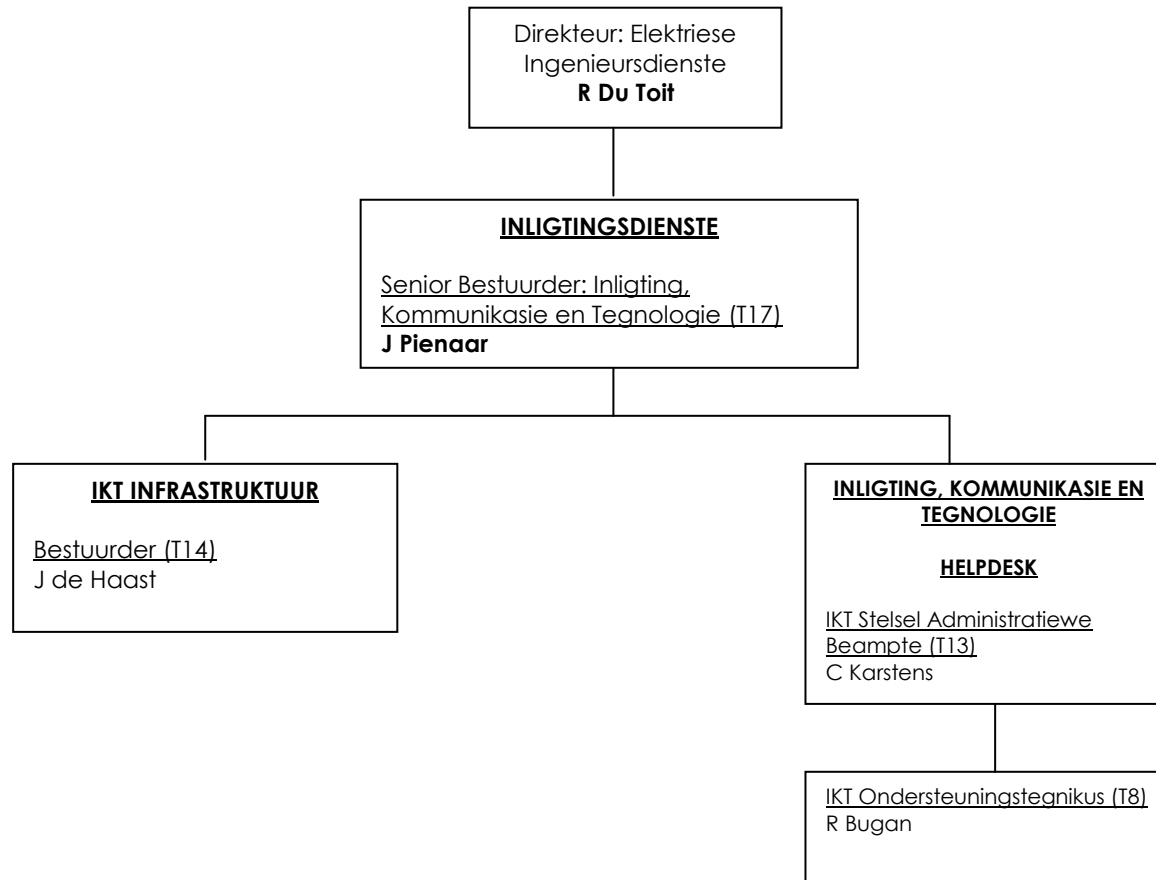 Direkteur: Elektriese
Ingenieursdienste
R Du Toit
INLIGTINGSDIENSTE
Senior Bestuurder: Inligting,
Kommunikasie en Tegnologie (T17)
J Pienaar
IKT INFRASTRUKTUUR
Bestuurder (T14)
J de Haast
INLIGTING, KOMMUNIKASIE EN
TEGNOLOGIE
HELPDESK
IKT Stelsel Administratiewe
Beampte (T13)
C Karstens
IKT Ondersteuningstegnikus (T8)
R Bugan